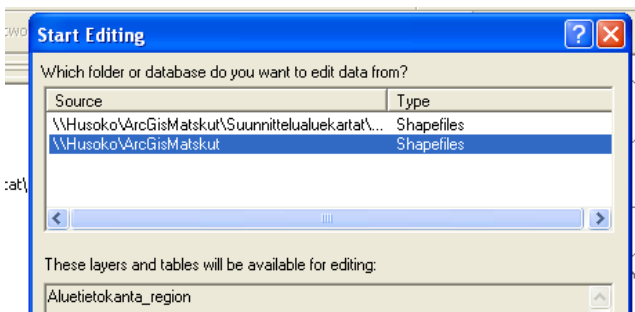 Start Editing
Which folder or database do you want to edit data from?
Source Type
\\Husoko\ArcGisMatskut\Suunnittelualuekartat\... Shapefiles
\\Husoko\ArcGisMatskut Shapefiles
These layers and tables will be available for editing:
Aluetietokanta_region